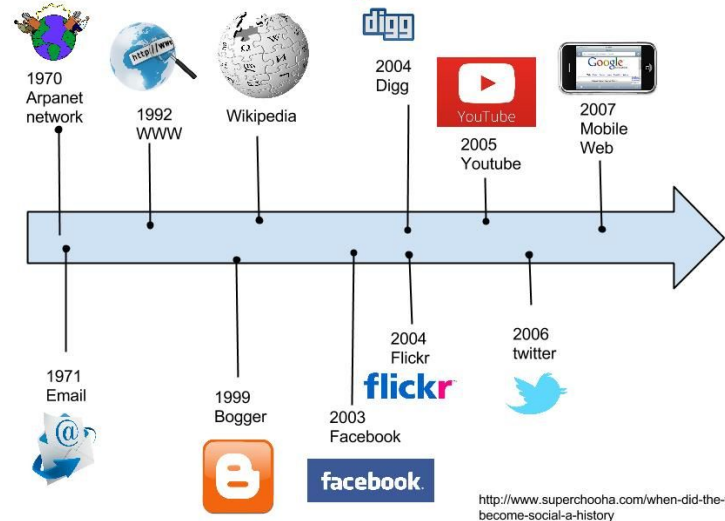 1970
Arpanet
network
http://www
1992
WWW
Wikipedia
digg
2004
Digg
YouTube
2005
Youtube
Google
2007
Mobile
Web
1971
Email
@
1999
Bogger
2003
Facebook
facebook.
2004
Flickr
flickr
2006
twitter
http://www.superchooha.com/when-did-the-
become-social-a-history